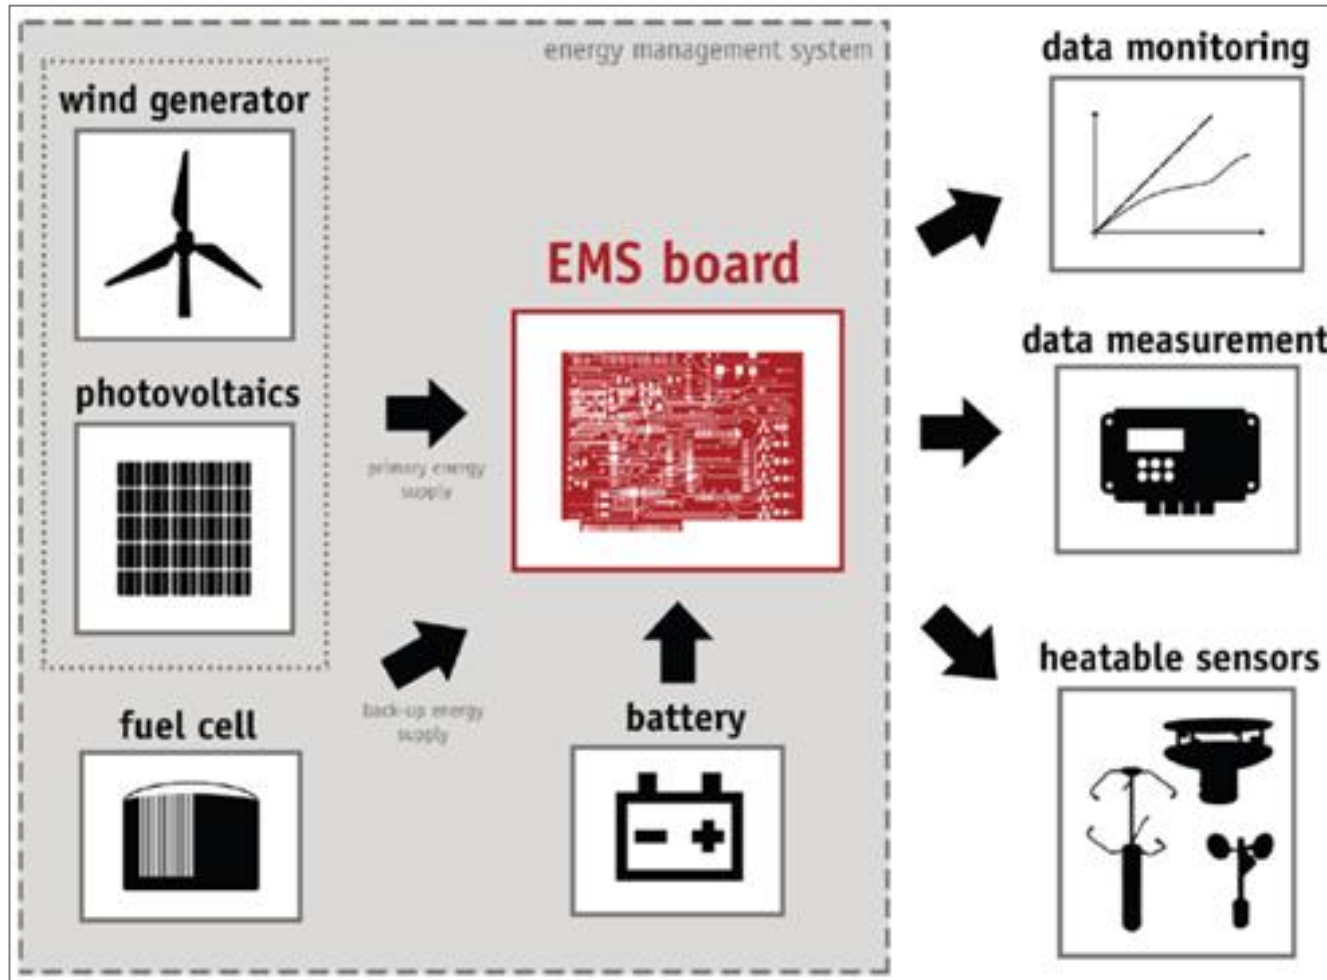 energy management system
wind generator
photovoltaics
fuel cell
primary energy
supply
back-up energy
supply
EMS board
battery
data monitoring
data measurement
heatable sensors